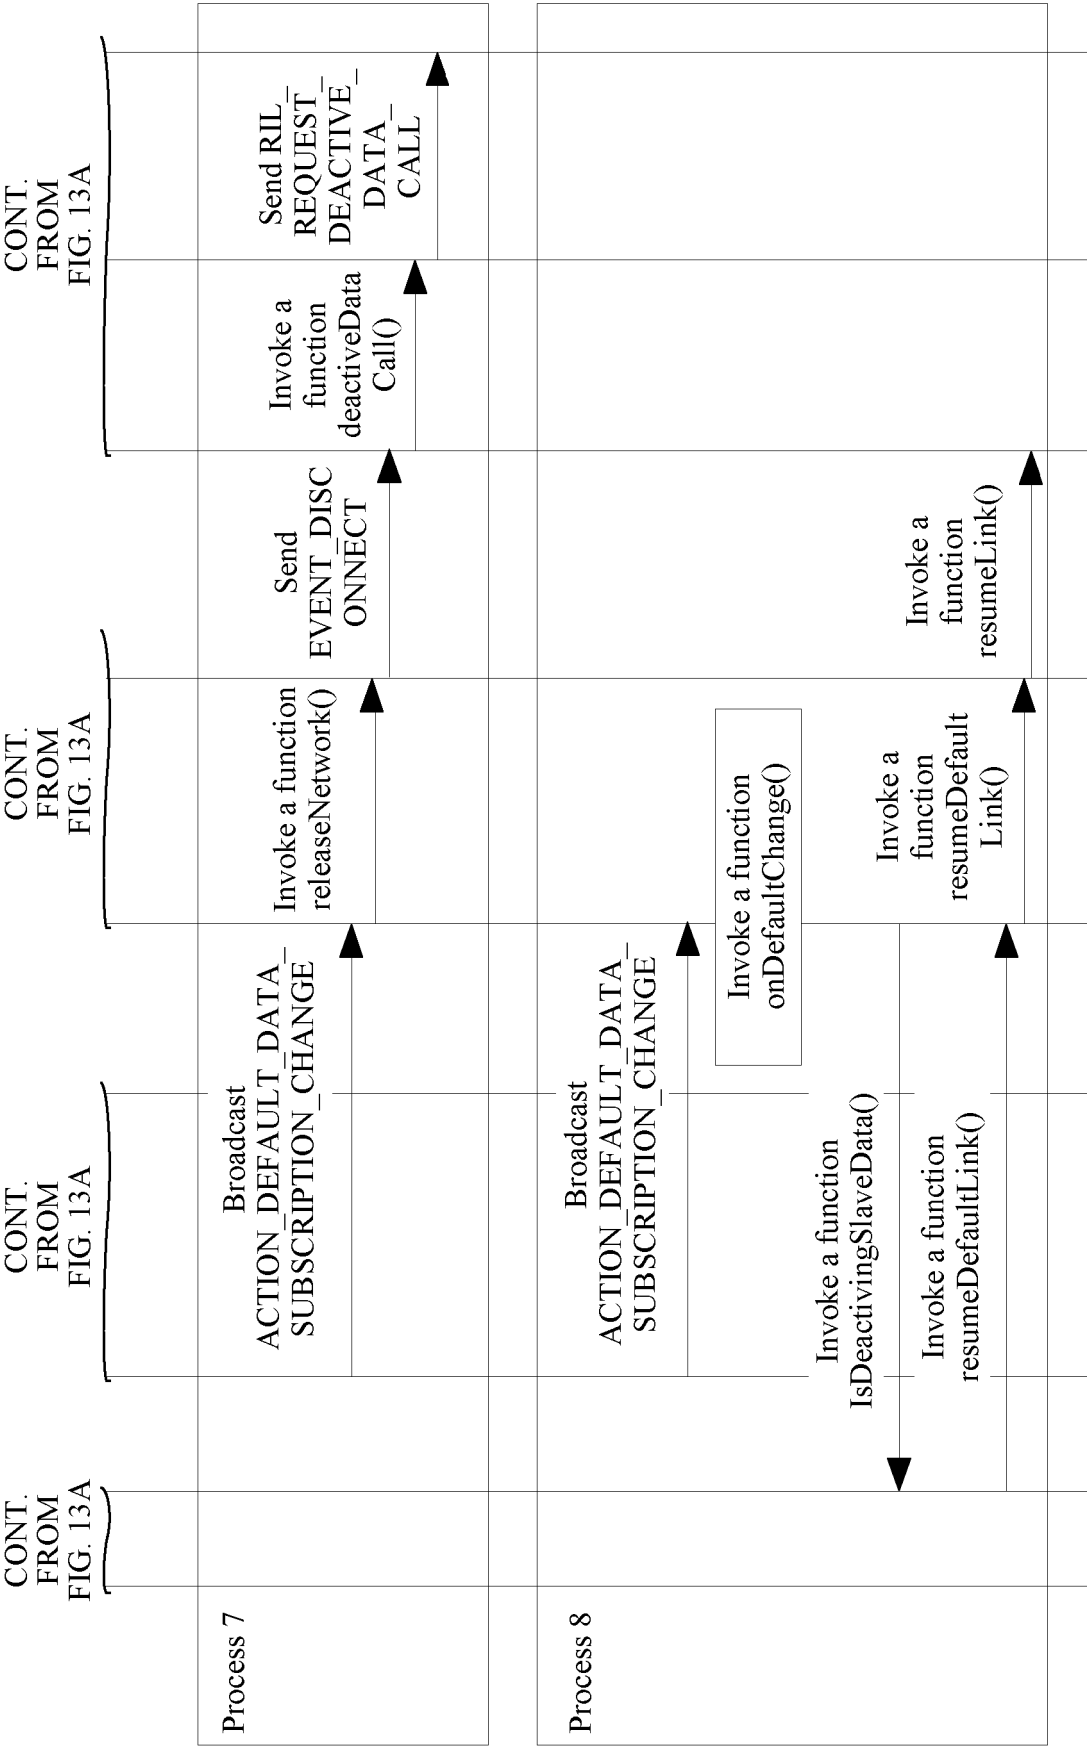 CONT.
FROM
FIG. 13A
CONT.
FROM
FIG. 13A
CONT.
FROM
FIG. 13A
CONT.
FROM
FIG. 13A
Process 7
Broadcast
ACTION_DEFAULT_DATA_
SUBSCRIPTION_CHANGE
Invoke a function
releaseNetwork()
Send
EVENT_DISC
ONNECT
Invoke a
function
deactiveData
Call()
Send RIL_
REQUEST_
DEACTIVE_
DATA_
CALL
Process 8
Broadcast
ACTION_DEFAULT_DATA_
SUBSCRIPTION_CHANGE
Invoke a function
onDefaultChange()
Invoke a function
IsDeactivingSlaveData()
Invoke a function
resumeDefaultLink()
Invoke a
function
resumeDefault
Link()
Invoke a
function
resumeLink()